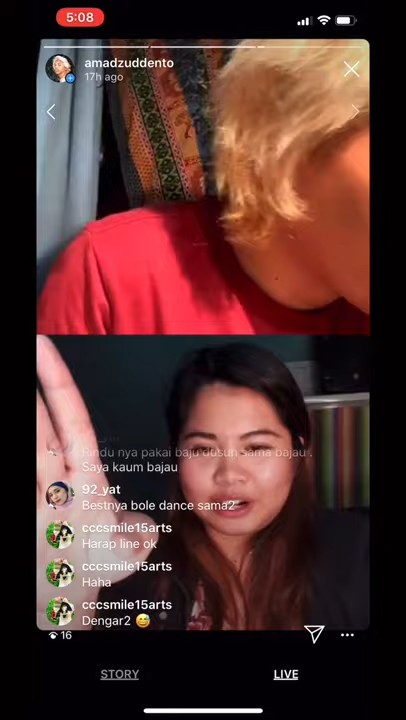 5:08
amadzuddento
17h ago
Rindu nya pakai baju dusun sama bajau .
Saya kaum bajau
92_yat
Bestnya bole dance sama2
cccsmile15arts
Harap line ok
cccsmile15arts
Haha
cccsmile15arts
Dengar2 😅
16
STORY
LIVE